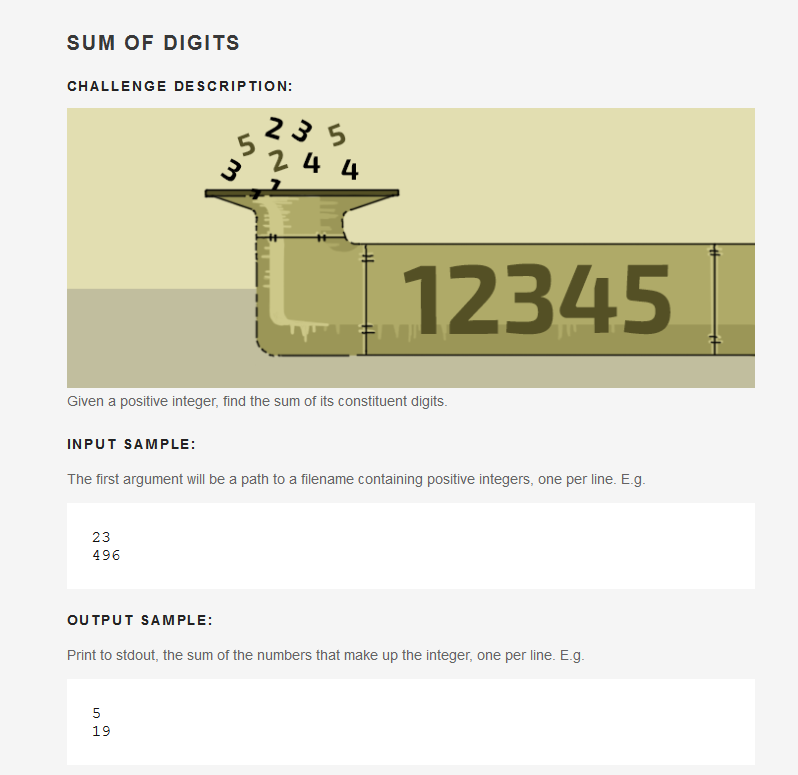 SUM OF DIGITS
CHALLENGE DESCRIPTION:
2 3 5
5 2 4 4
3
1 1
12345
Given a positive integer, find the sum of its constituent digits.
INPUT SAMPLE:
The first argument will be a path to a filename containing positive integers, one per line. E.g.
23
496
OUTPUT SAMPLE:
Print to stdout, the sum of the numbers that make up the integer, one per line. E.g.
5
19